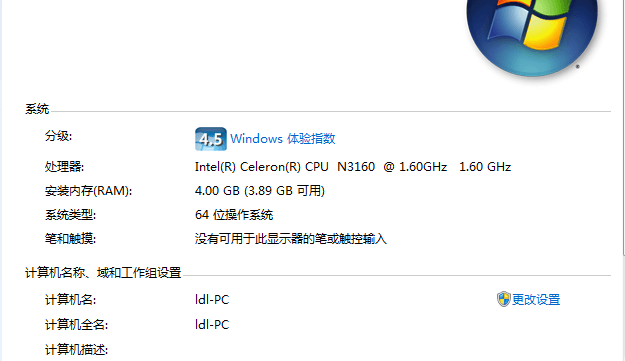 系统
分级: 4.5 Windows 体验指数
处理器: Intel(R) Celeron(R) CPU N3160 @ 1.60GHz 1.60 GHz
安装内存(RAM): 4.00 GB (3.89 GB 可用)
系统类型: 64 位操作系统
笔和触摸: 没有可用于此显示器的笔或触控输入
计算机名称、域和工作组设置
计算机名: ldl-PC 更改设置
计算机全名: ldl-PC
计算机描述: